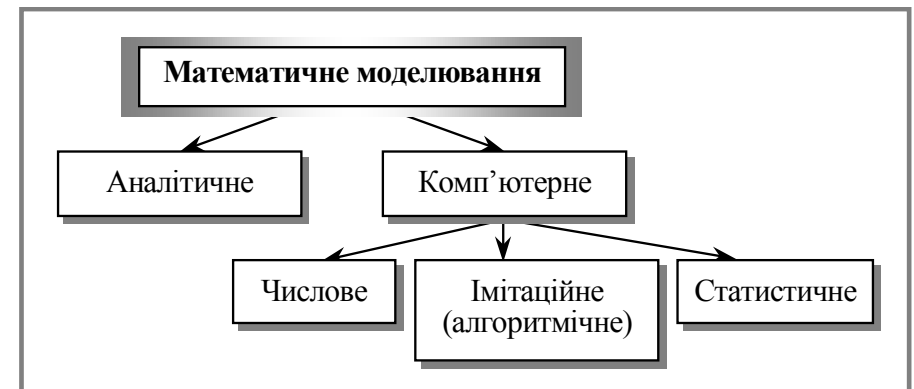 Математичне моделювання
Аналітичне
Комп’ютерне
Числове
Імітаційне
(алгоритмічне)
Статистичне